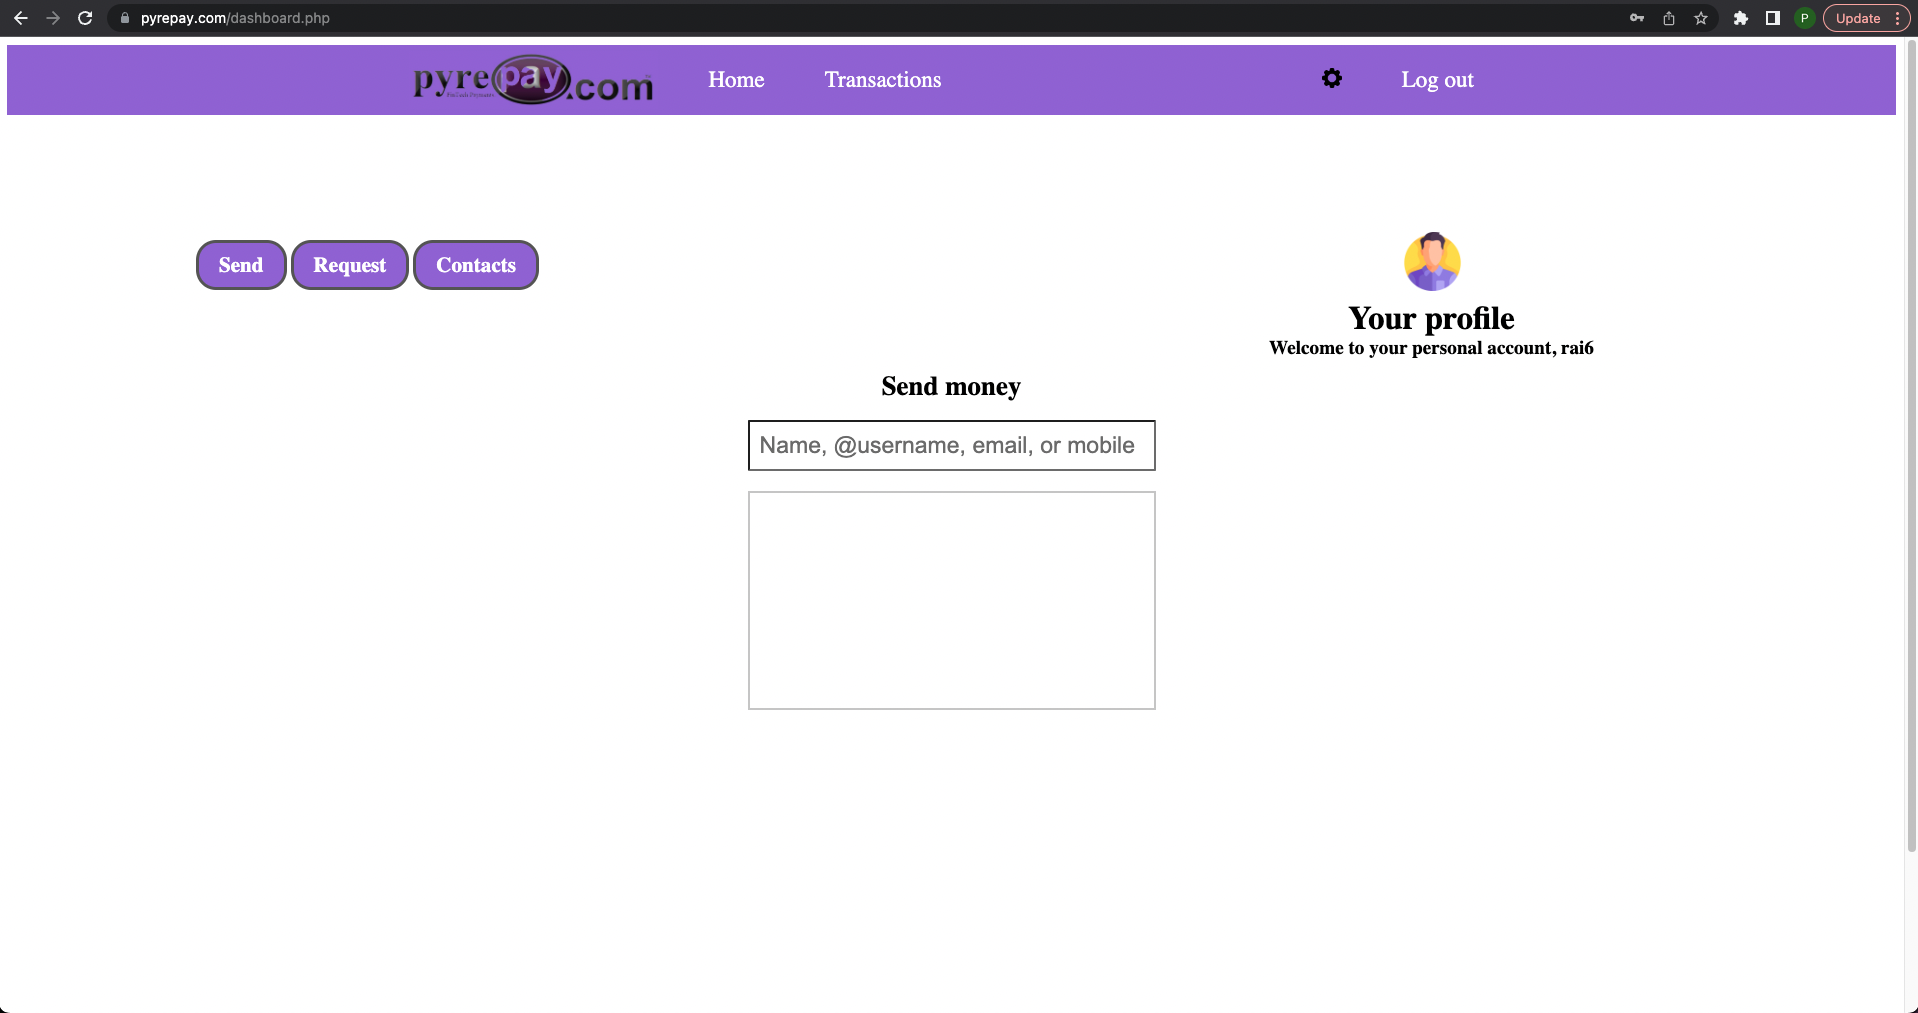 pyrepay.com/dashboard.php
P
Update
pyrepay.com
Home
Transactions
Log out
Send
Request
Contacts
Your profile
Welcome to your personal account, rai6
Send money
Name, @username, email, or mobile